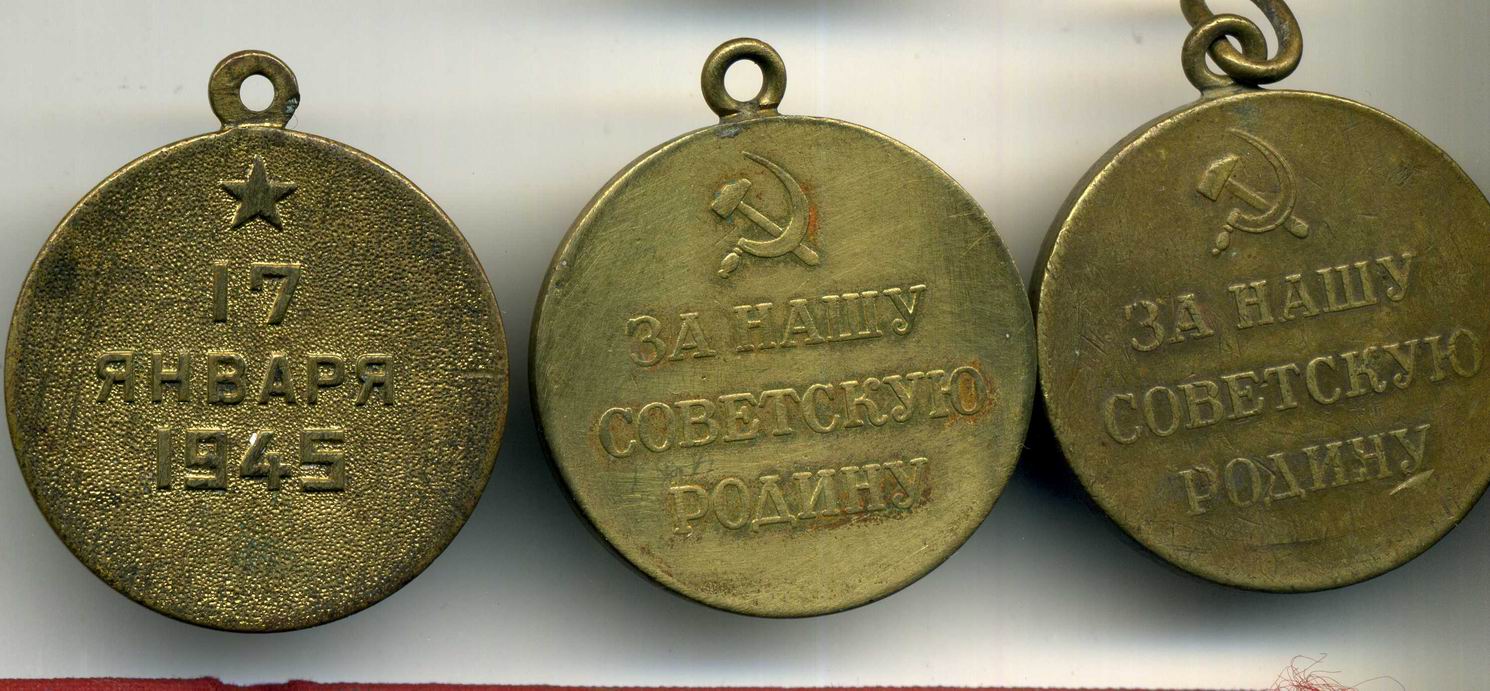 17
ЯНВАРЯ
1945
ЗА НАШУ
СОВЕТСКУЮ
РОДИНУ
ЗА НАШУ
СОВЕТСКУЮ
РОДИНУ